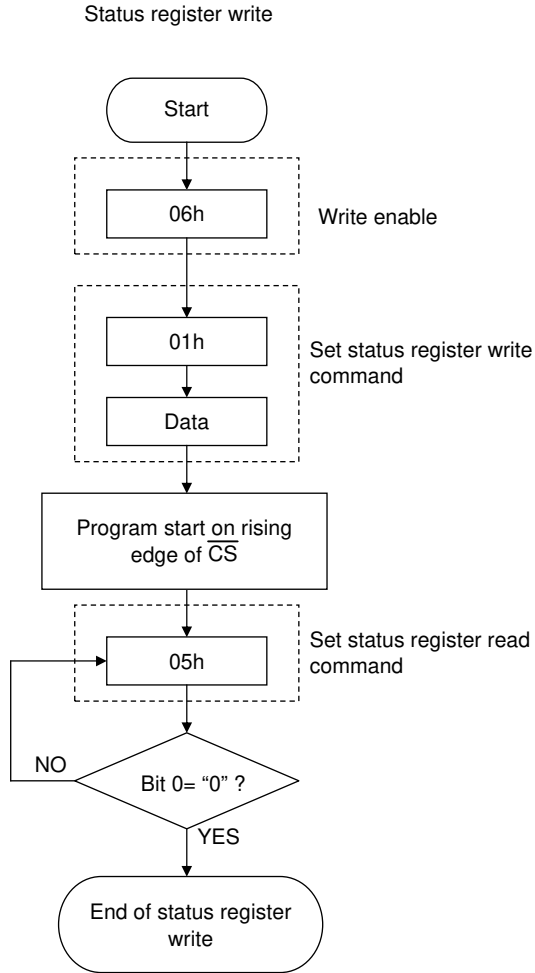 Status register write
Start
06h
Write enable
01h
Set status register write
command
Data
Program start on rising
edge of C̅S̅
05h
Set status register read
command
NO
Bit 0= “0” ?
YES
End of status register
write